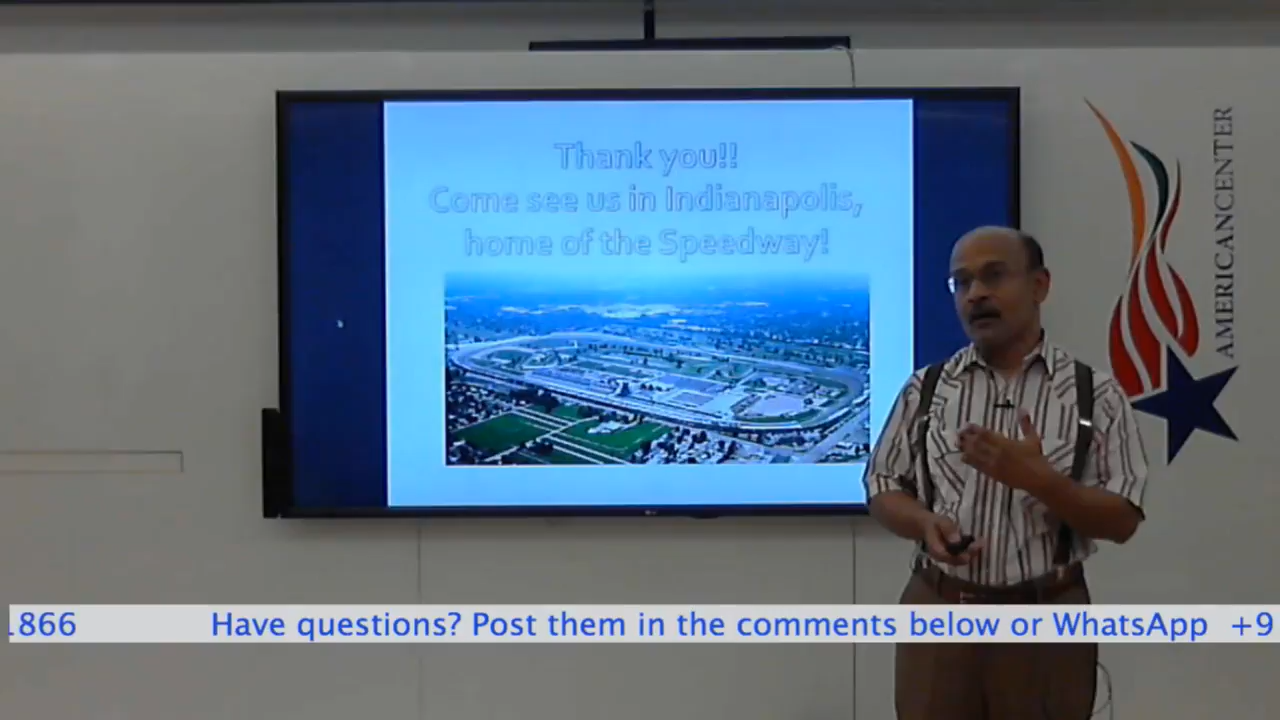 Thank you!!
Come see us in Indianapolis,
home of the Speedway!
AMERICANCENTER
.866 Have questions? Post them in the comments below or WhatsApp +9